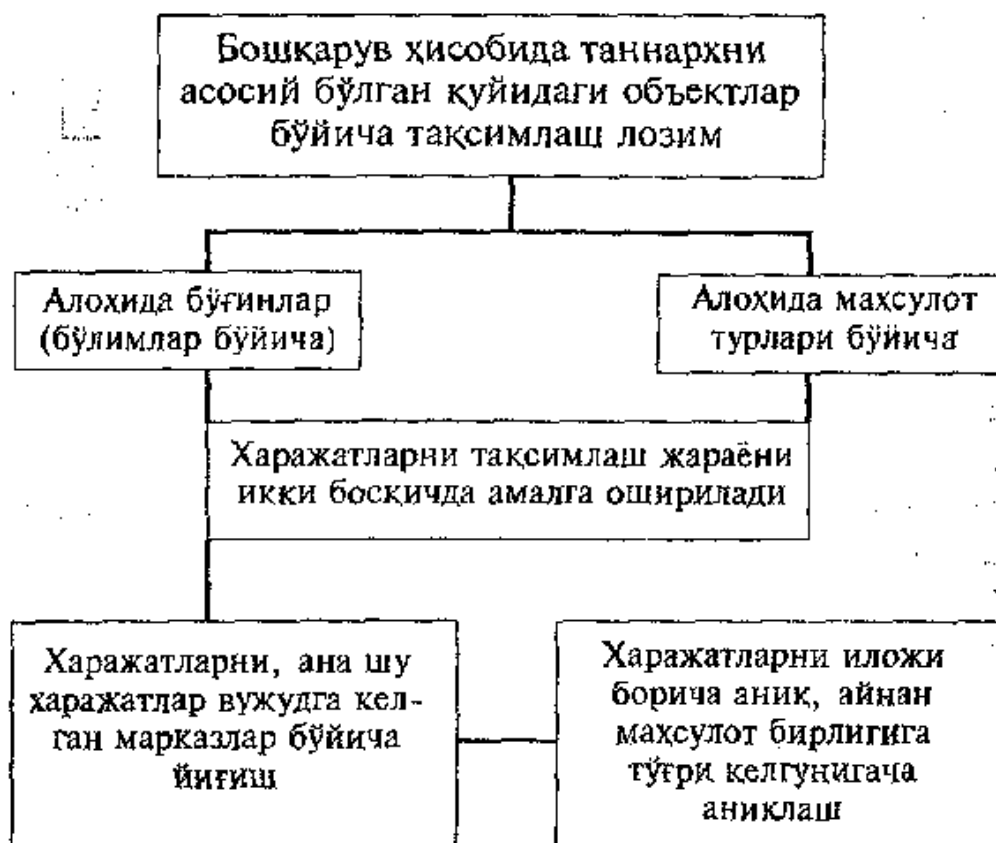 Бошқарув ҳисобида таннархни
асосий бўлган қуйидаги объектлар
бўйича тақсимлаш лозим
Алоҳида бўғинлар
(бўлимлар бўйича)
Алоҳида маҳсулот
турлари бўйича
Харажатларни тақсимлаш жараёни
икки босқичда амалга оширилади
Харажатларни, ана шу
харажатлар вужудга кел-
ган марказлар бўйича
йиғиш
Харажатларни иложи
борича аниқ, айнан
маҳсулот бирлигига
тўғри келгунигача
аниқлаш